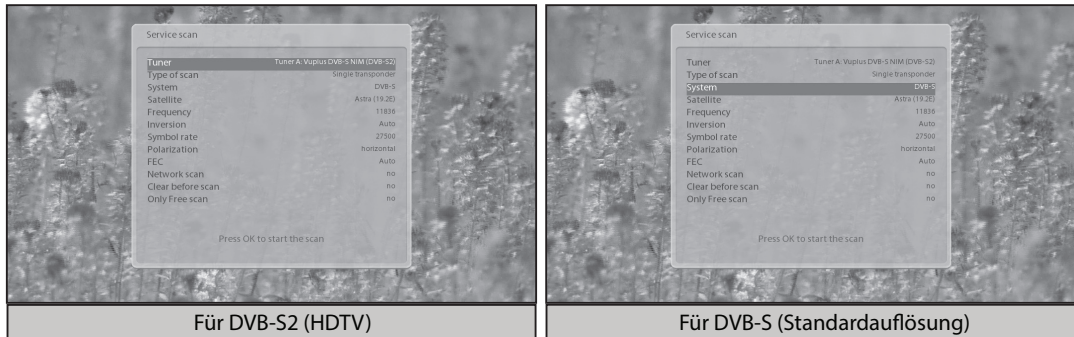 Service scan
Tuner Tuner A: Vuplus DVB-S NIM (DVB-S2)
Type of scan Single transponder
System DVB-S
Satellite Astra (19.2E)
Frequency 11836
Inversion Auto
Symbol rate 27500
Polarization horizontal
FEC Auto
Network scan no
Clear before scan no
Only Free scan no
Press OK to start the scan
Für DVB-S2 (HDTV)
Service scan
Tuner Tuner A: Vuplus DVB-S NIM (DVB-S2)
Type of scan Single transponder
System DVB-S
Satellite Astra (19.2E)
Frequency 11836
Inversion Auto
Symbol rate 27500
Polarization horizontal
FEC Auto
Network scan no
Clear before scan no
Only Free scan no
Press OK to start the scan
Für DVB-S (Standardauflösung)